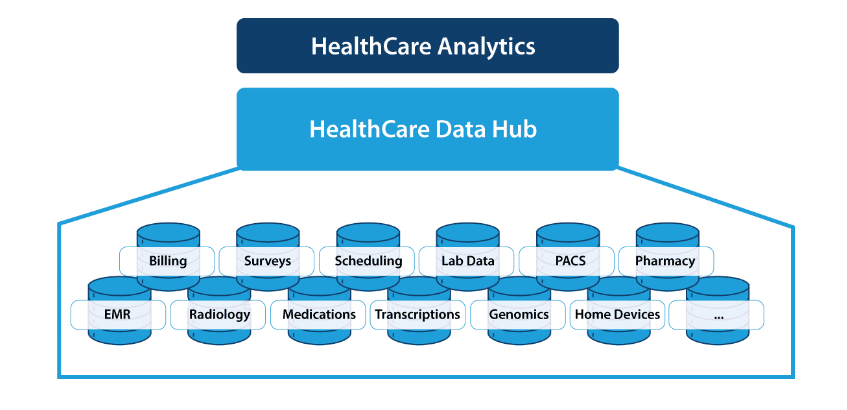 HealthCare Analytics
HealthCare Data Hub
Billing
Surveys
Scheduling
Lab Data
PACS
Pharmacy
EMR
Radiology
Medications
Transcriptions
Genomics
Home Devices
...